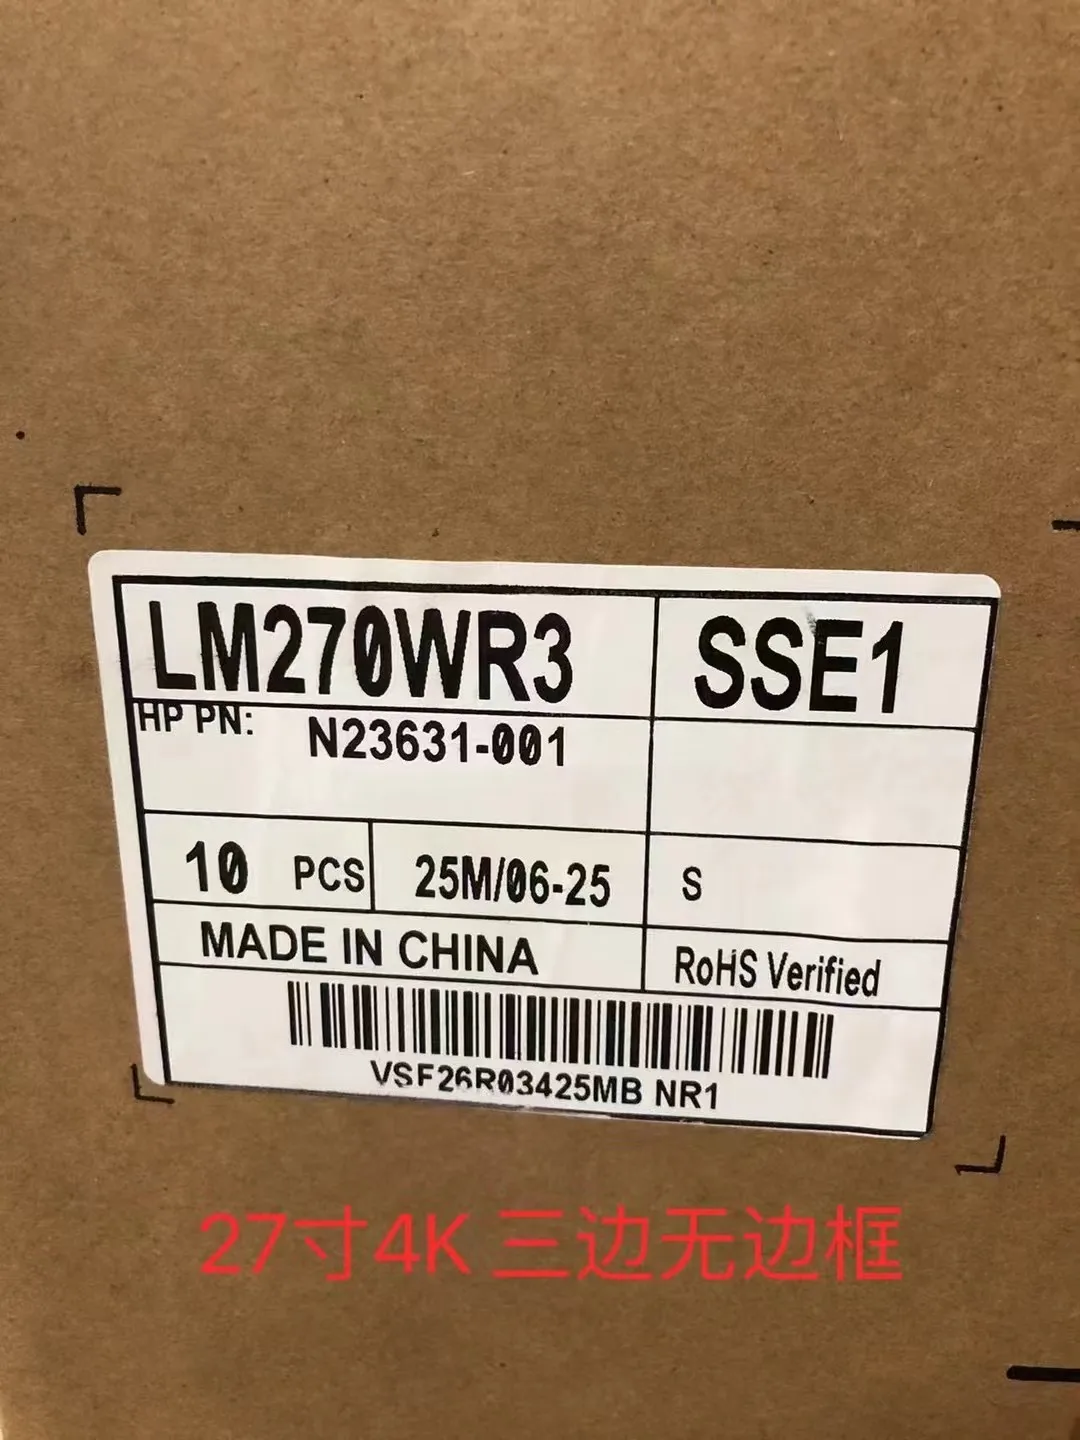 LM270WR3 SSE1
HP PN: N23631-001
10 PCS 25M/06-25 S
MADE IN CHINA RoHS Verified
VSF26R03425MB NR1
27寸4K 三边无边框